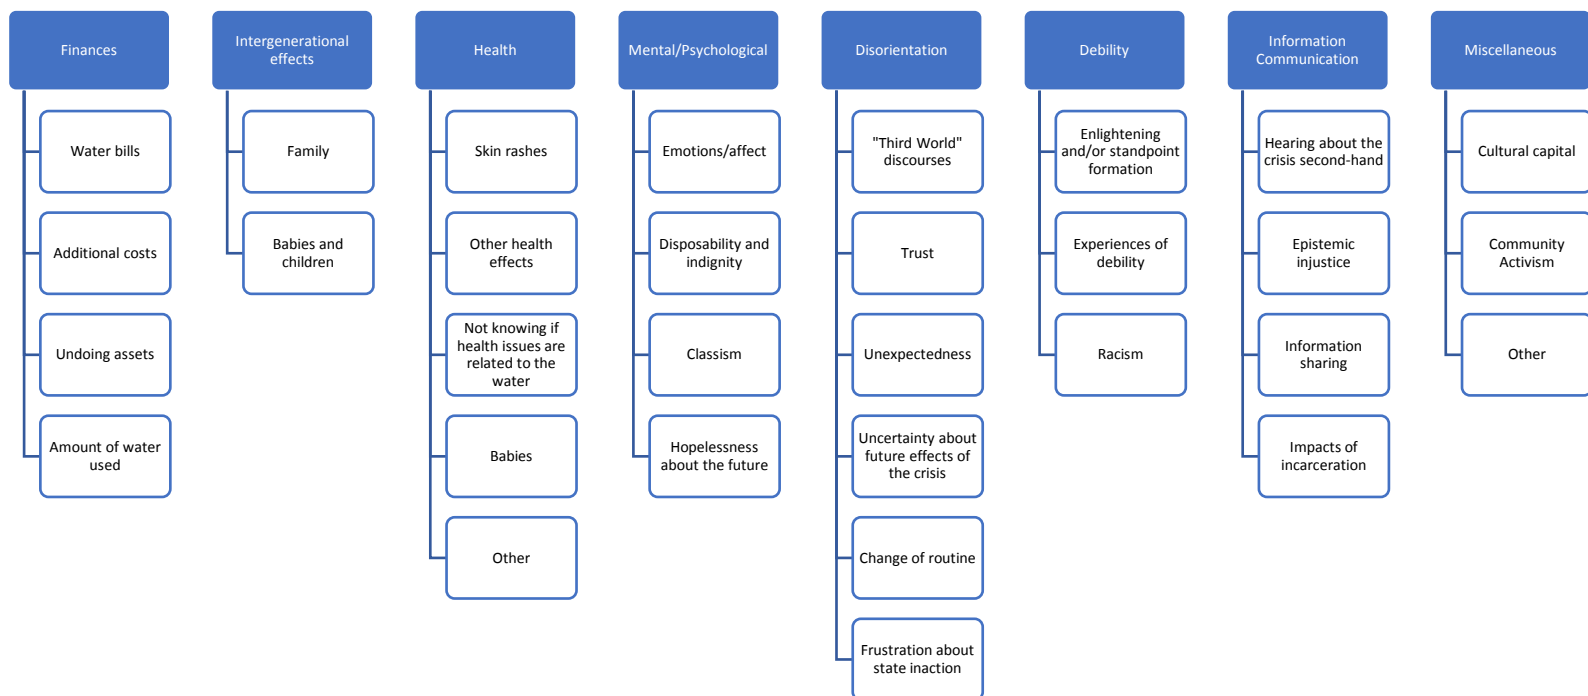 Finances
Water bills
Additional costs
Undoing assets
Amount of water
used
Intergenerational
effects
Family
Babies and
children
Health
Skin rashes
Other health
effects
Not knowing if
health issues are
related to the
water
Babies
Other
Mental/Psychological
Emotions/affect
Disposability and
indignity
Classism
Hopelessness
about the future
Disorientation
"Third World"
discourses
Trust
Unexpectedness
Uncertainty about
future effects of
the crisis
Change of routine
Frustration about
state inaction
Debility
Enlightening
and/or standpoint
formation
Experiences of
debility
Racism
Information
Communication
Hearing about the
crisis second-hand
Epistemic
injustice
Information
sharing
Impacts of
incarceration
Miscellaneous
Cultural capital
Community
Activism
Other